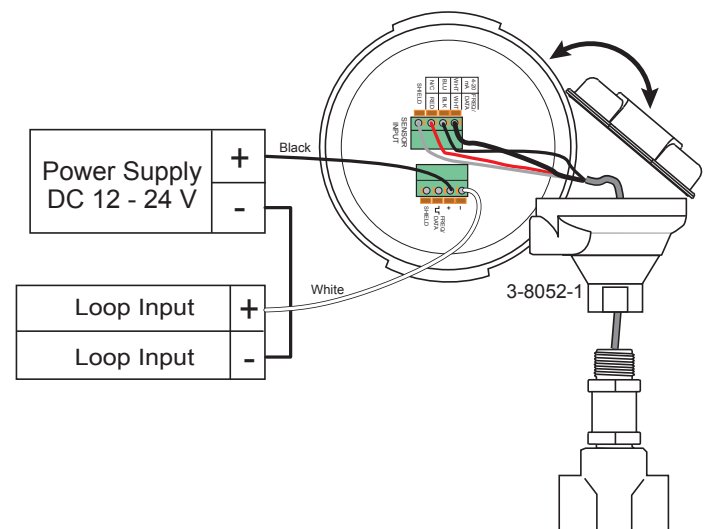 Power Supply
DC 12 - 24 V
+
-
Black
Loop Input
+
Loop Input
-
White
4-20 mA
FREQ/ DATA
WHT
WHT
BLU
BLK
N/C
RED
SHIELD
SENSOR
INPUT
-
+
FREQ/
DATA
SHIELD
3-8052-1